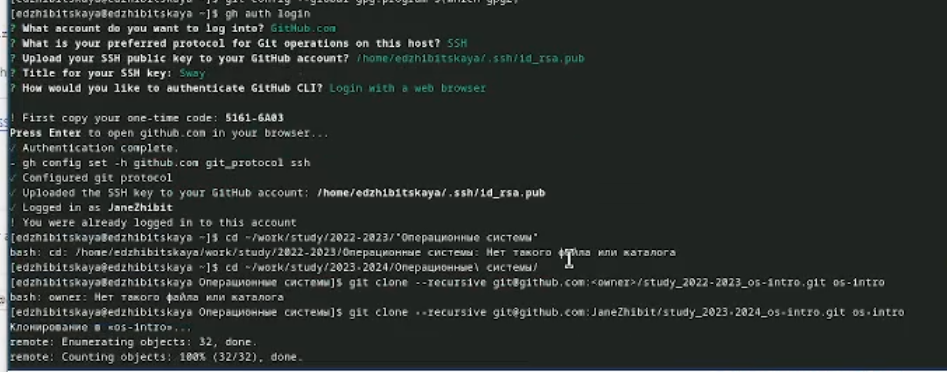 [edzhibitskaya@edzhibitskaya ~]$ gh auth login
? What account do you want to log into? GitHub.com
? What is your preferred protocol for Git operations on this host? SSH
? Upload your SSH public key to your GitHub account? /home/edzhibitskaya/.ssh/id_rsa.pub
? Title for your SSH key: Sway
? How would you like to authenticate GitHub CLI? Login with a web browser
! First copy your one-time code: 5161-6A03
Press Enter to open github.com in your browser...
✓ Authentication complete.
- gh config set -h github.com git_protocol ssh
✓ Configured git protocol
✓ Uploaded the SSH key to your GitHub account: /home/edzhibitskaya/.ssh/id_rsa.pub
✓ Logged in as JaneZhibit
! You were already logged in to this account
[edzhibitskaya@edzhibitskaya ~]$ cd ~/work/study/2022-2023/"Операционные системы"
bash: cd: /home/edzhibitskaya/work/study/2022-2023/Операционные системы: Нет такого файла или каталога
[edzhibitskaya@edzhibitskaya ~]$ cd ~/work/study/2023-2024/Операционные\ системы/
[edzhibitskaya@edzhibitskaya Операционные системы]$ git clone --recursive git@github.com:<owner>/study_2022-2023_os-intro.git os-intro
bash: owner: Нет такого файла или каталога
[edzhibitskaya@edzhibitskaya Операционные системы]$ git clone --recursive git@github.com:JaneZhibit/study_2023-2024_os-intro.git os-intro
Клонирование в «os-intro»...
remote: Enumerating objects: 32, done.
remote: Counting objects: 100% (32/32), done.